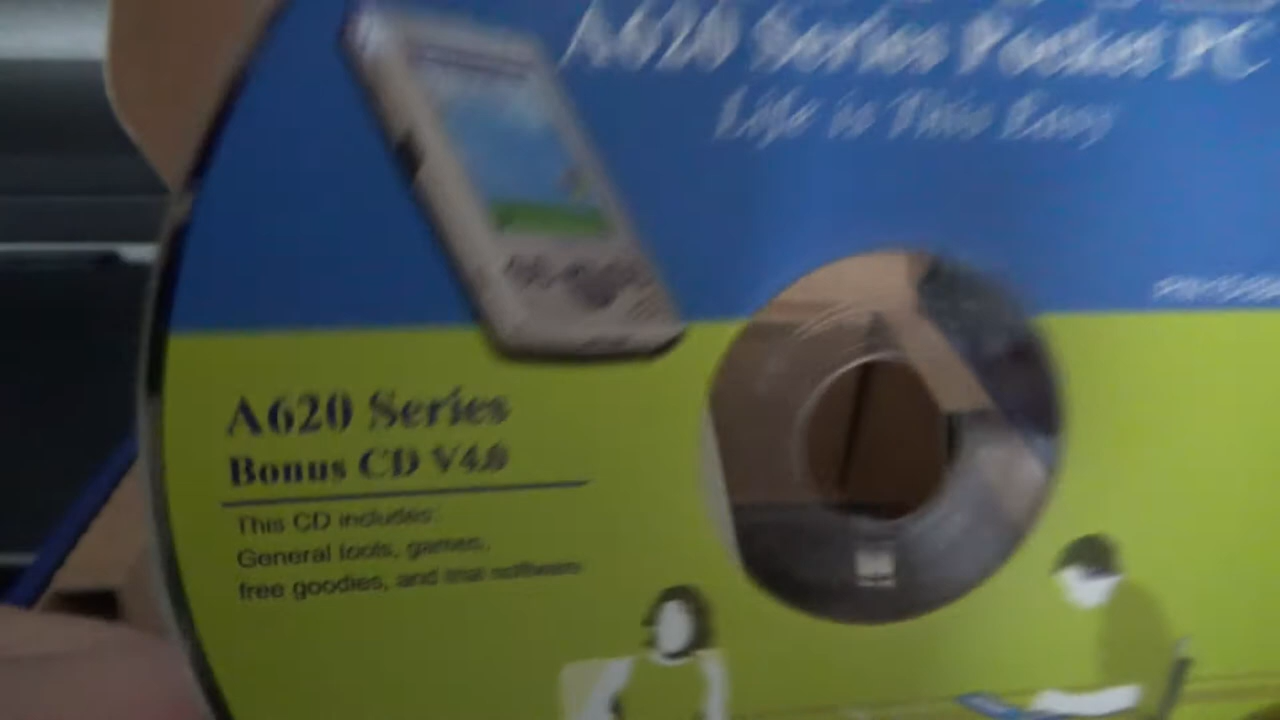 A620 Series Pocket PC
Life is This Easy
A620 Series
Bonus CD V4.0
This CD includes:
General tools, games,
free goodies, and trial software